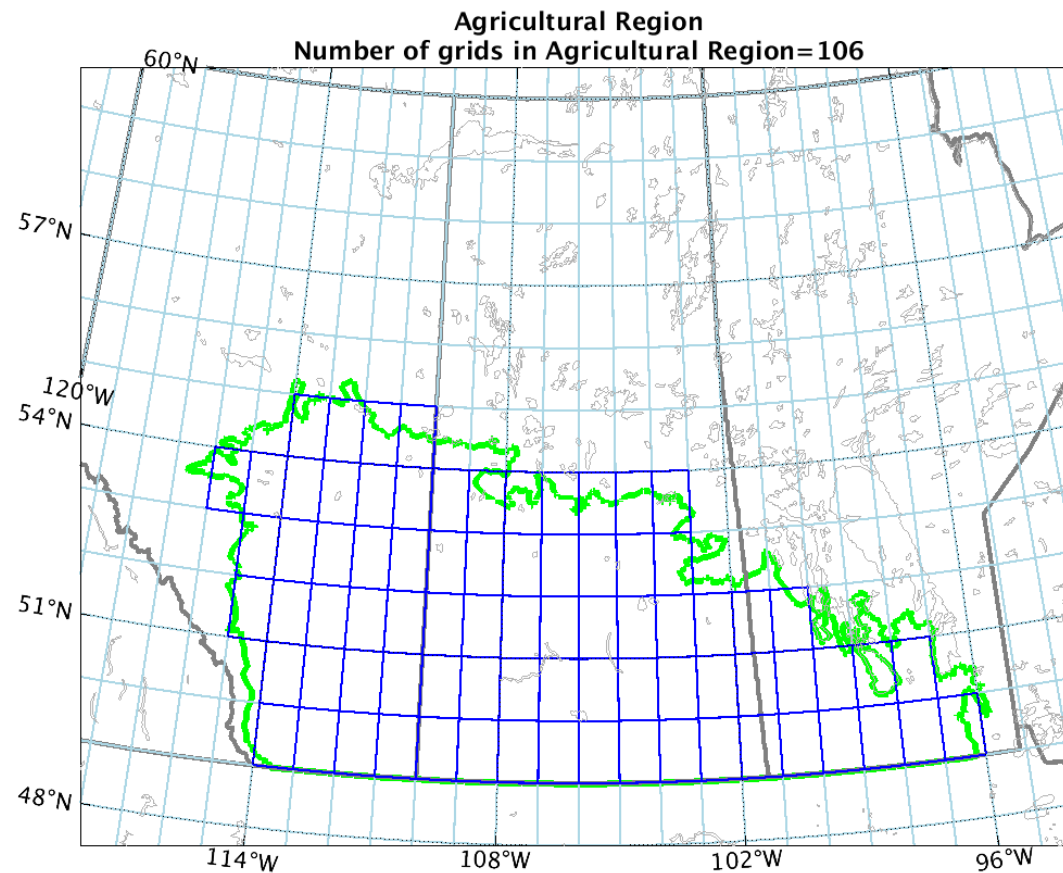 Agricultural Region
Number of grids in Agricultural Region=106
60°N
57°N
120°W
54°N
51°N
48°N
114°W
108°W
102°W
96°W